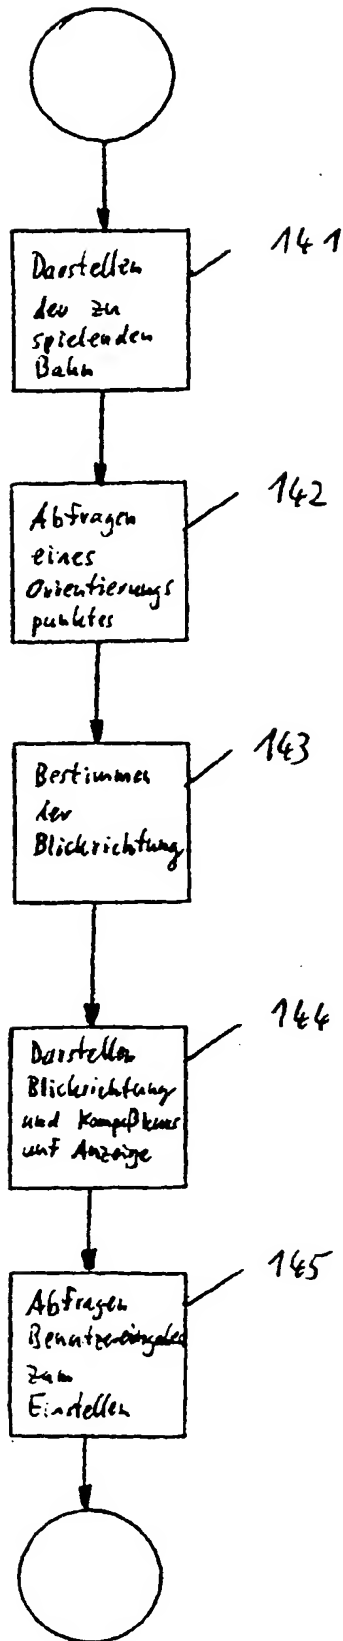 141
Darstellen
der zu
spielenden
Bahn
142
Abfragen
eines
Orientierungs
punktes
143
Bestimmen
der
Blickrichtung
144
Darstellen
Blickrichtung
und Kompaßkurs
auf Anzeige
145
Abfragen
Benutzereingaben
zum
Einstellen